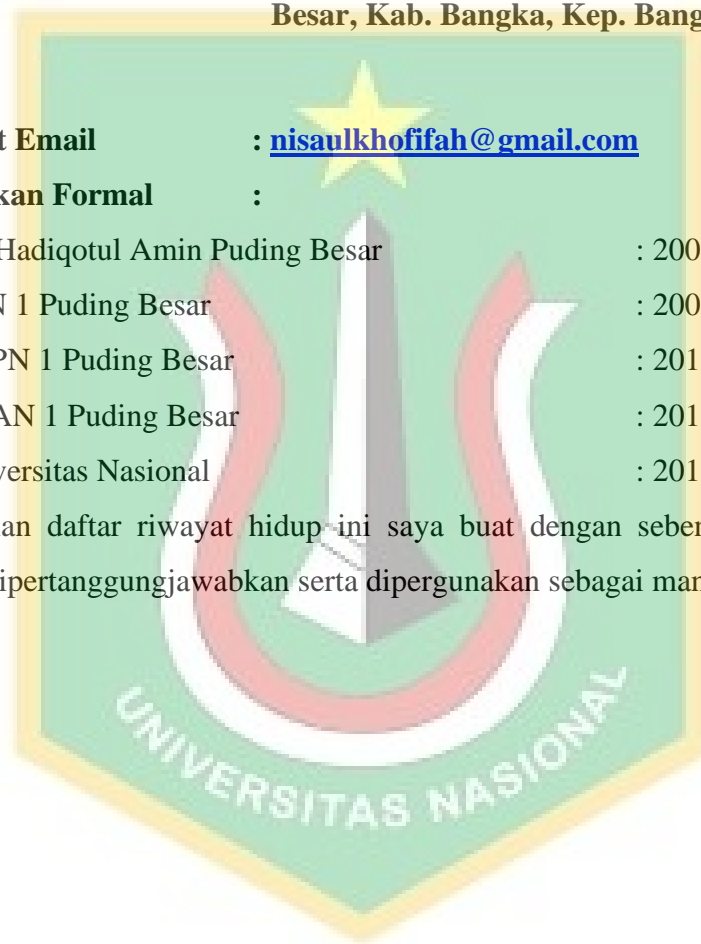 Besar, Kab. Bangka, Kep. Bang
t Email : nisaulkhofifah@gmail.com
kan Formal :
Hadiqotul Amin Puding Besar : 200
N 1 Puding Besar : 200
PN 1 Puding Besar : 201
AN 1 Puding Besar : 201
versitas Nasional : 201
an daftar riwayat hidup ini saya buat dengan seber
ipertanggungjawabkan serta dipergunakan sebagai man
UNIVERSITAS NASIONAL